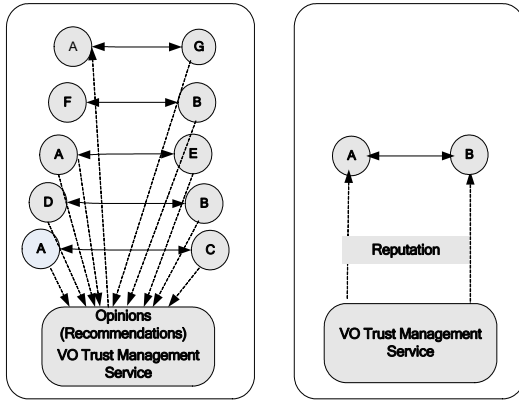 A
G
F
B
A
E
D
B
A
C
Opinions
(Recommendations)
VO Trust Management
Service
A
B
Reputation
VO Trust Management
Service